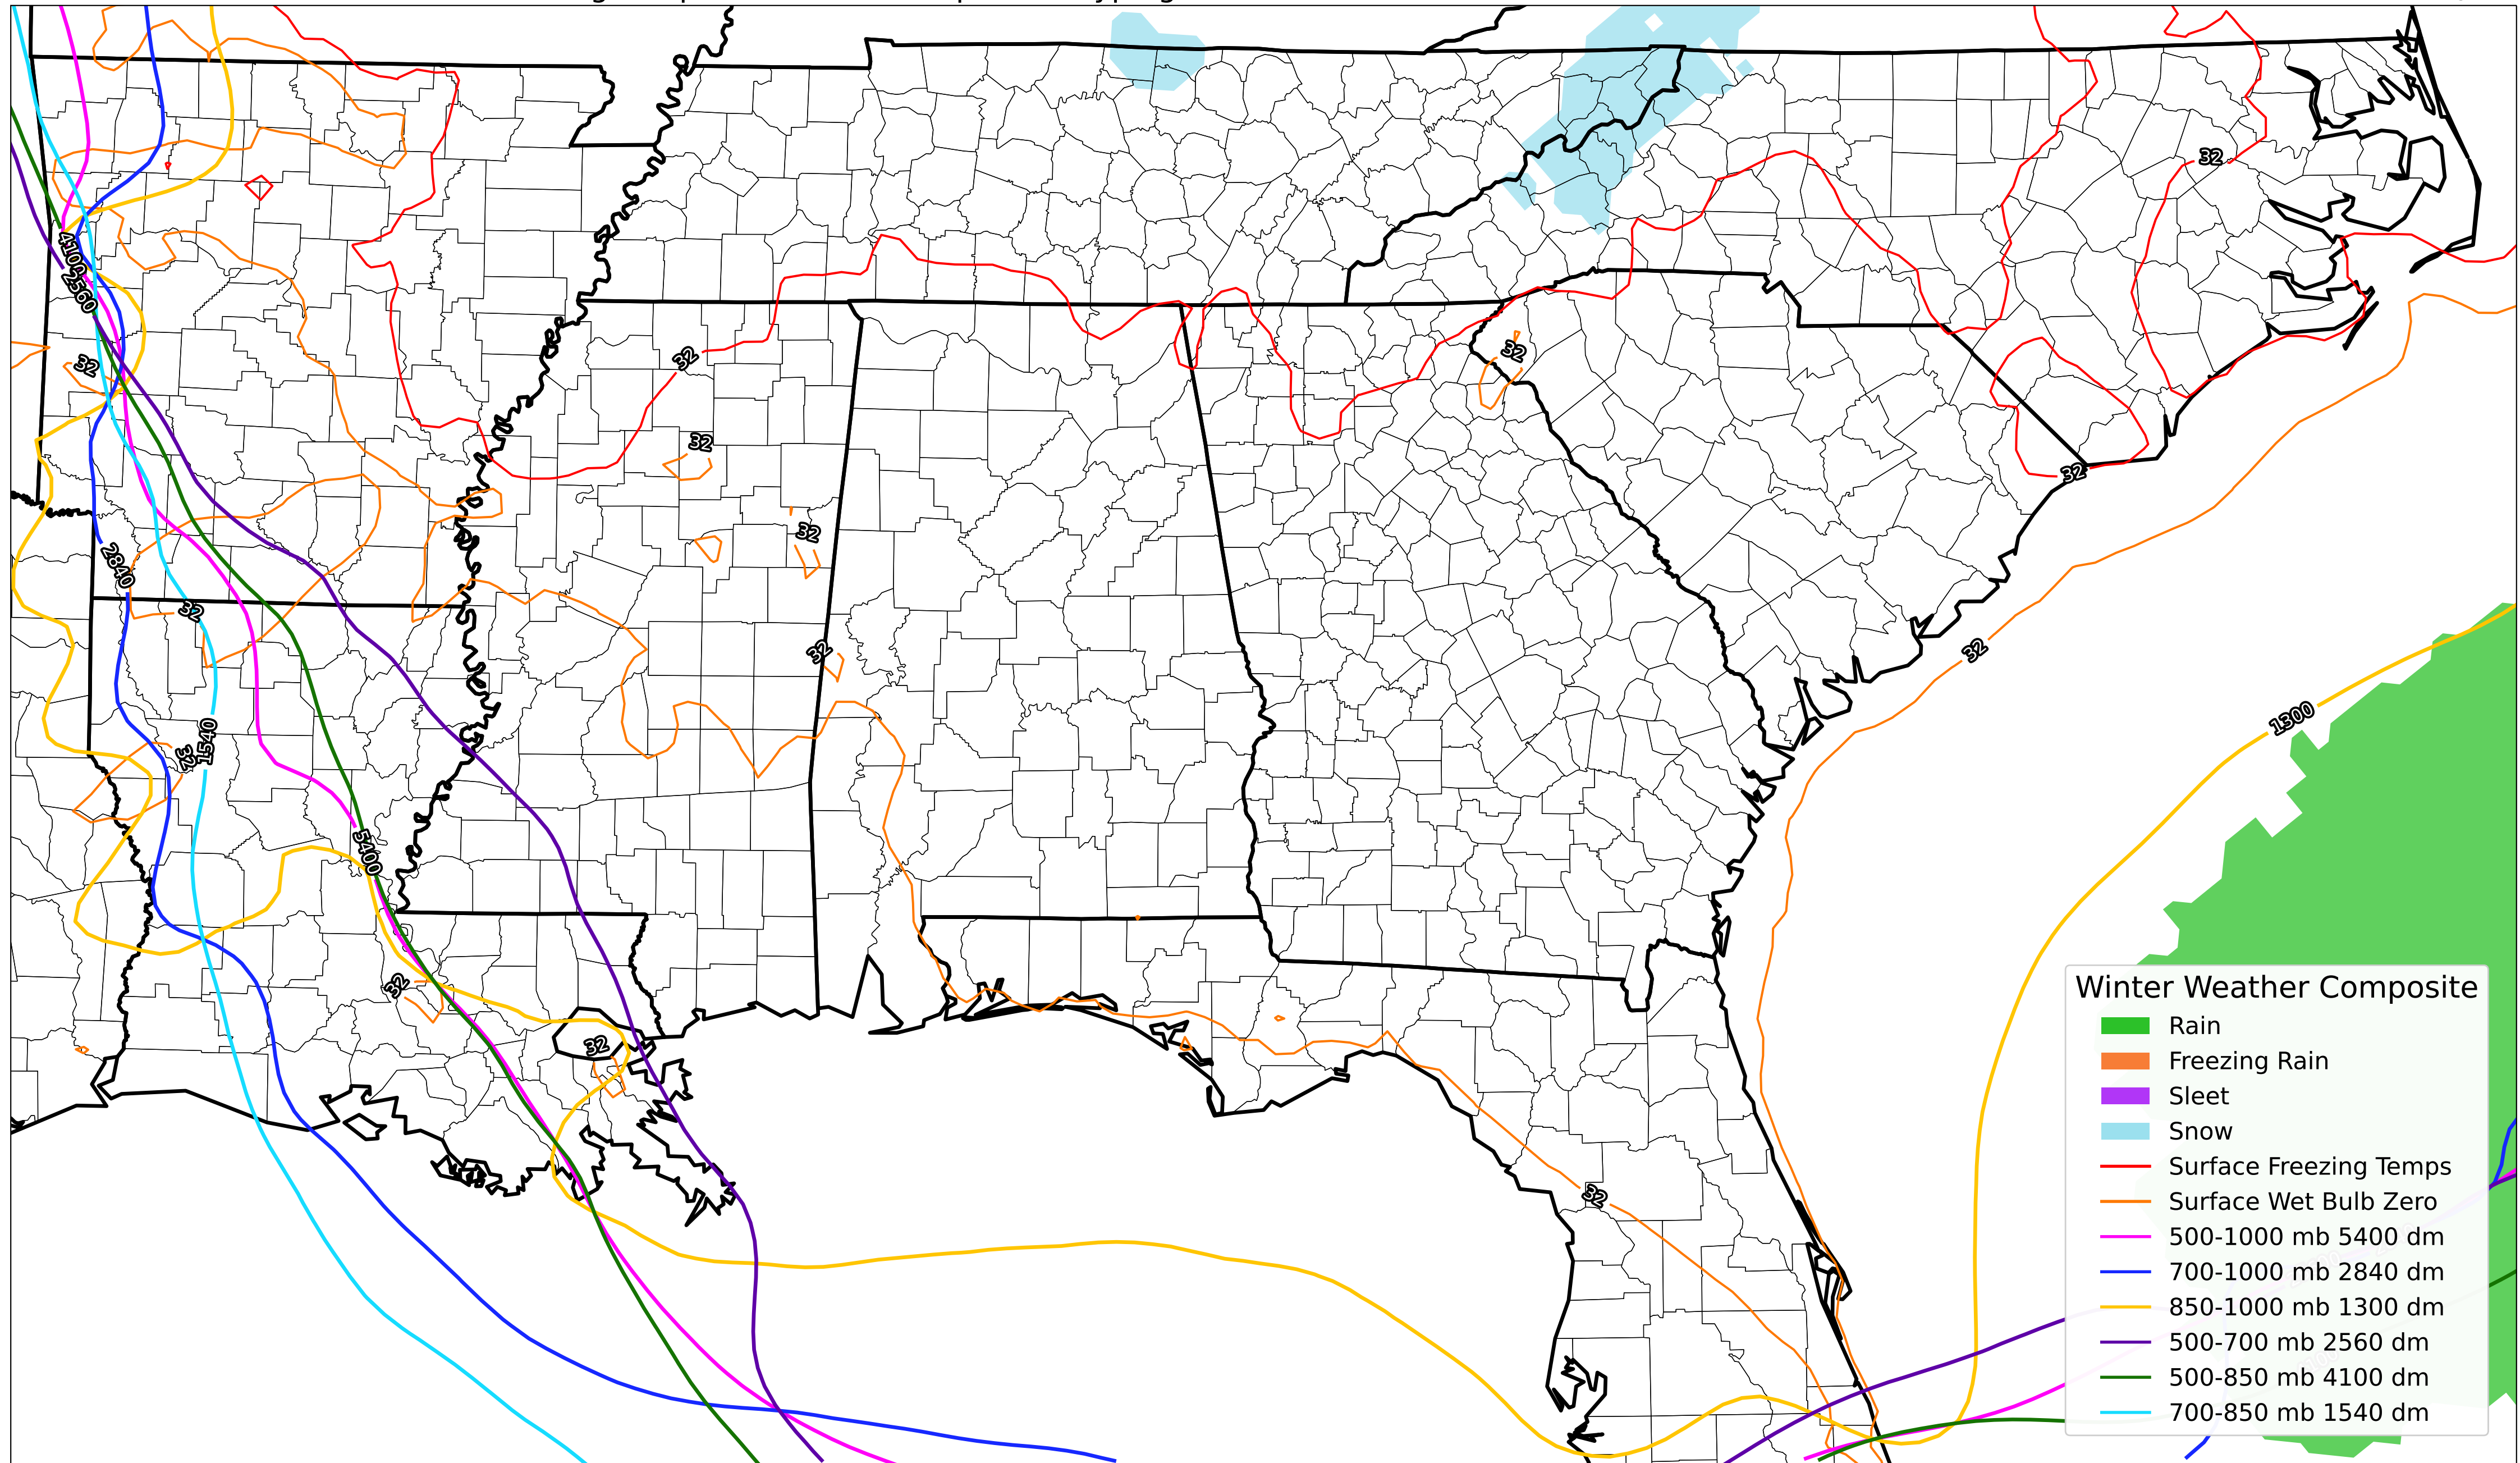 32
32
4100
2560
32
32
32
32
2840
32
32
32
32
1540
32
1300
5400
32
32
32
Winter Weather Composite
Rain
Freezing Rain
Sleet
Snow
Surface Freezing Temps
Surface Wet Bulb Zero
500-1000 mb 5400 dm
700-1000 mb 2840 dm
850-1000 mb 1300 dm
500-700 mb 2560 dm
500-850 mb 4100 dm
700-850 mb 1540 dm